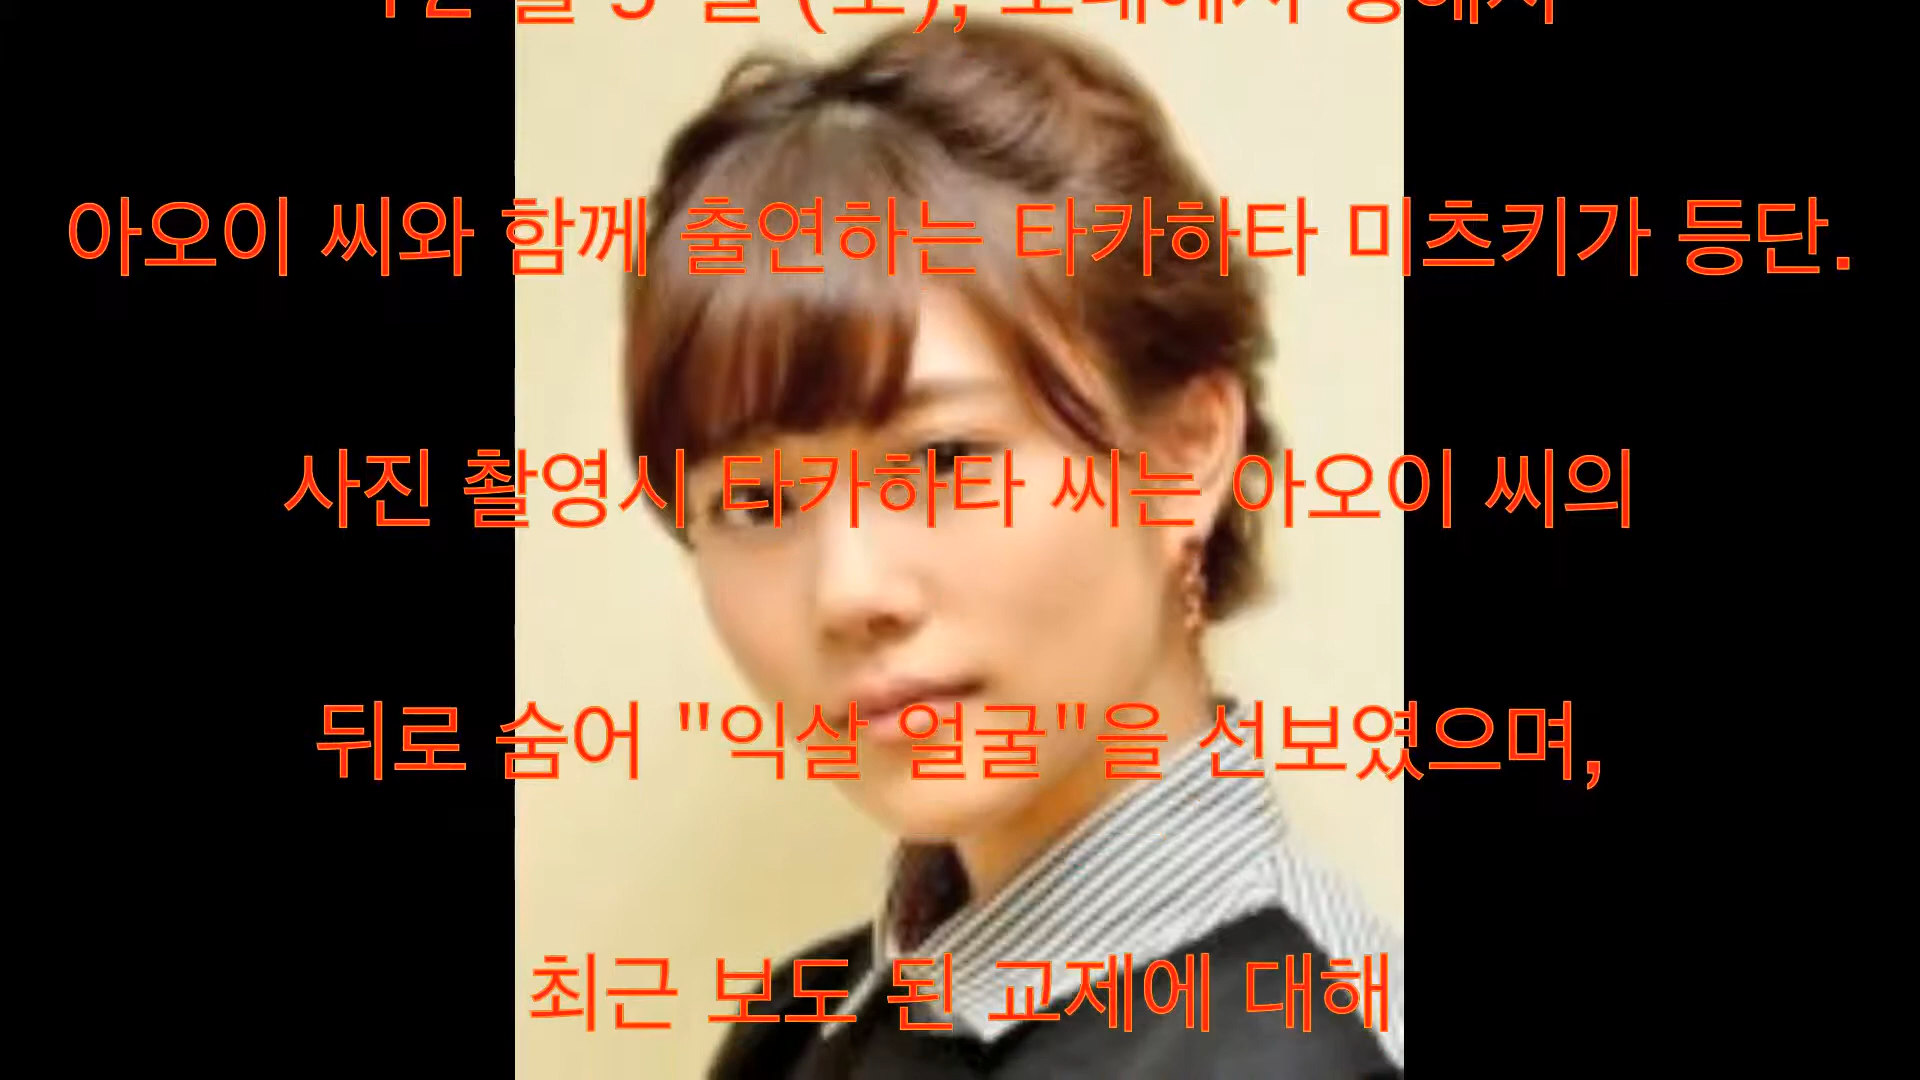 아오이 씨와 함께 출연하는 타카하타 미츠키가 등단.
사진 촬영시 타카하타 씨는 아오이 씨의
뒤로 숨어 "익살 얼굴"을 선보였으며,
최근 보도 된 교제에 대해